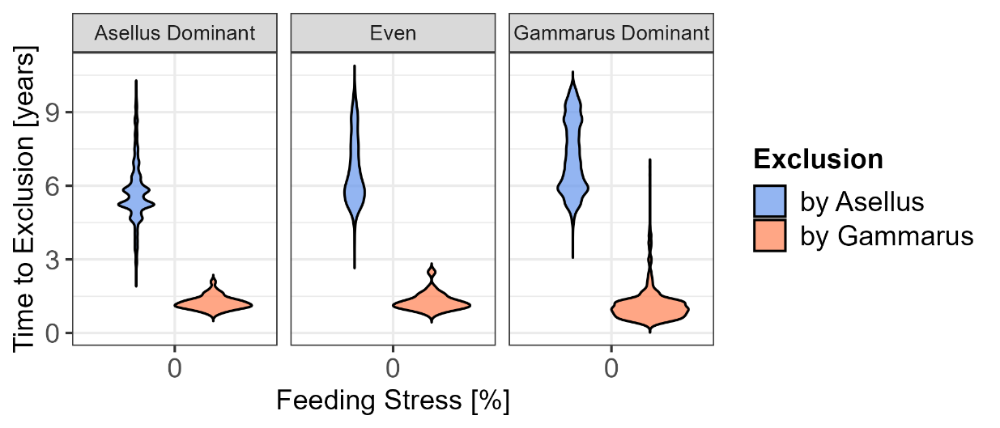 Asellus Dominant
Even
Gammarus Dominant
Time to Exclusion [years]
9
6
3
0
0
0
0
Feeding Stress [%]
Exclusion
by Asellus
by Gammarus